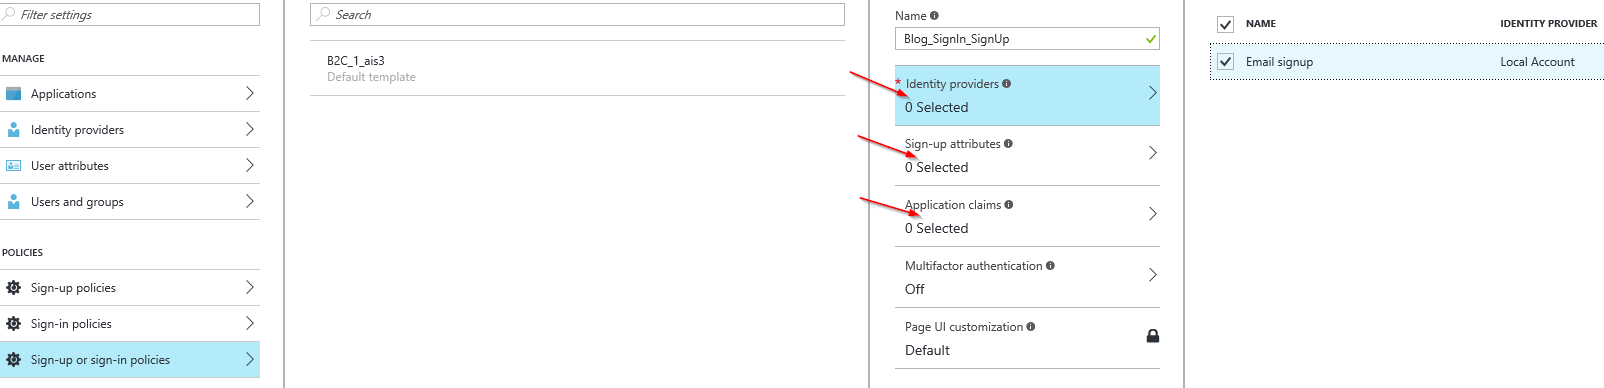 Filter settings
MANAGE
Applications
Identity providers
User attributes
Users and groups
POLICIES
Sign-up policies
Sign-in policies
Sign-up or sign-in policies
Search
B2C_1_ais3
Default template
Name
Blog_SignIn_SignUp
* Identity providers
0 Selected
Sign-up attributes
0 Selected
Application claims
0 Selected
Multifactor authentication
Off
Page UI customization
Default
NAME IDENTITY PROVIDER
Email signup Local Account